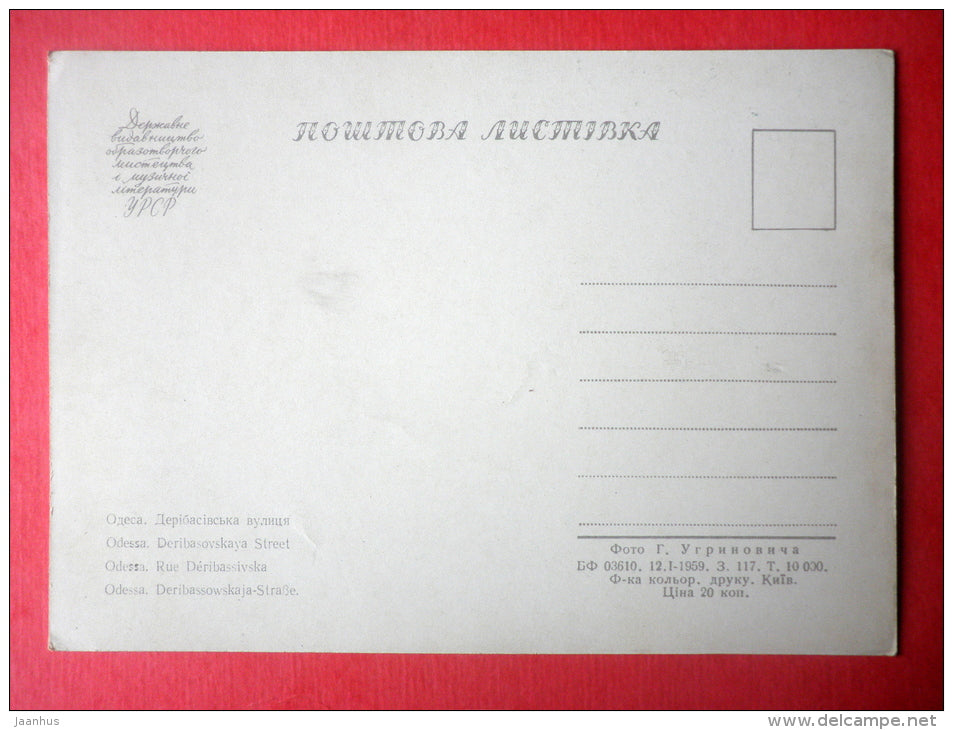 Державне
видавництво
образотворчого
мистецтва
і музичної
літератури
УРСР
ПОШТОВА ЛИСТІВКА
Одеса. Дерібасівська вулиця
Odessa. Deribasovskaya Street
Odessa. Rue Déribassivska
Odessa. Deribassowskaja-Straße.
Фото Г. Угриновича
БФ 03610. 12.I-1959. З. 117. Т. 10 000.
Ф-ка кольор. друку. Київ.
Ціна 20 коп.
Jaanhus
delcampe.net